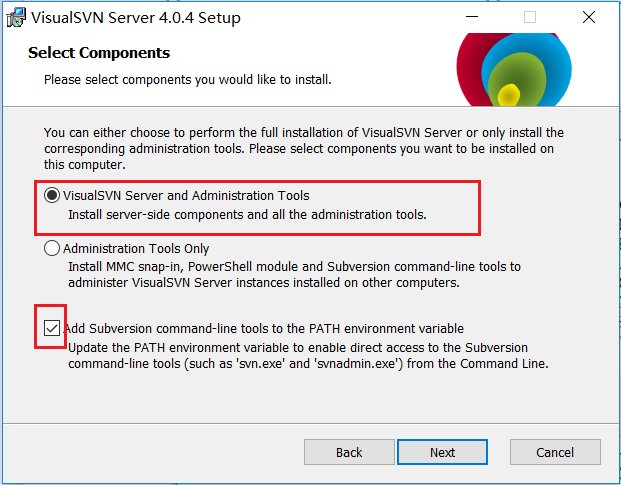 VisualSVN Server 4.0.4 Setup
Select Components
Please select components you would like to install.
You can either choose to perform the full installation of VisualSVN Server or only install the
corresponding administration tools. Please select components you want to be installed on
this computer.
VisualSVN Server and Administration Tools
Install server-side components and all the administration tools.
Administration Tools Only
Install MMC snap-in, PowerShell module and Subversion command-line tools to
administer VisualSVN Server instances installed on other computers.
Add Subversion command-line tools to the PATH environment variable
Update the PATH environment variable to enable direct access to the Subversion
command-line tools (such as 'svn.exe' and 'svnadmin.exe') from the Command Line.
Back
Next
Cancel